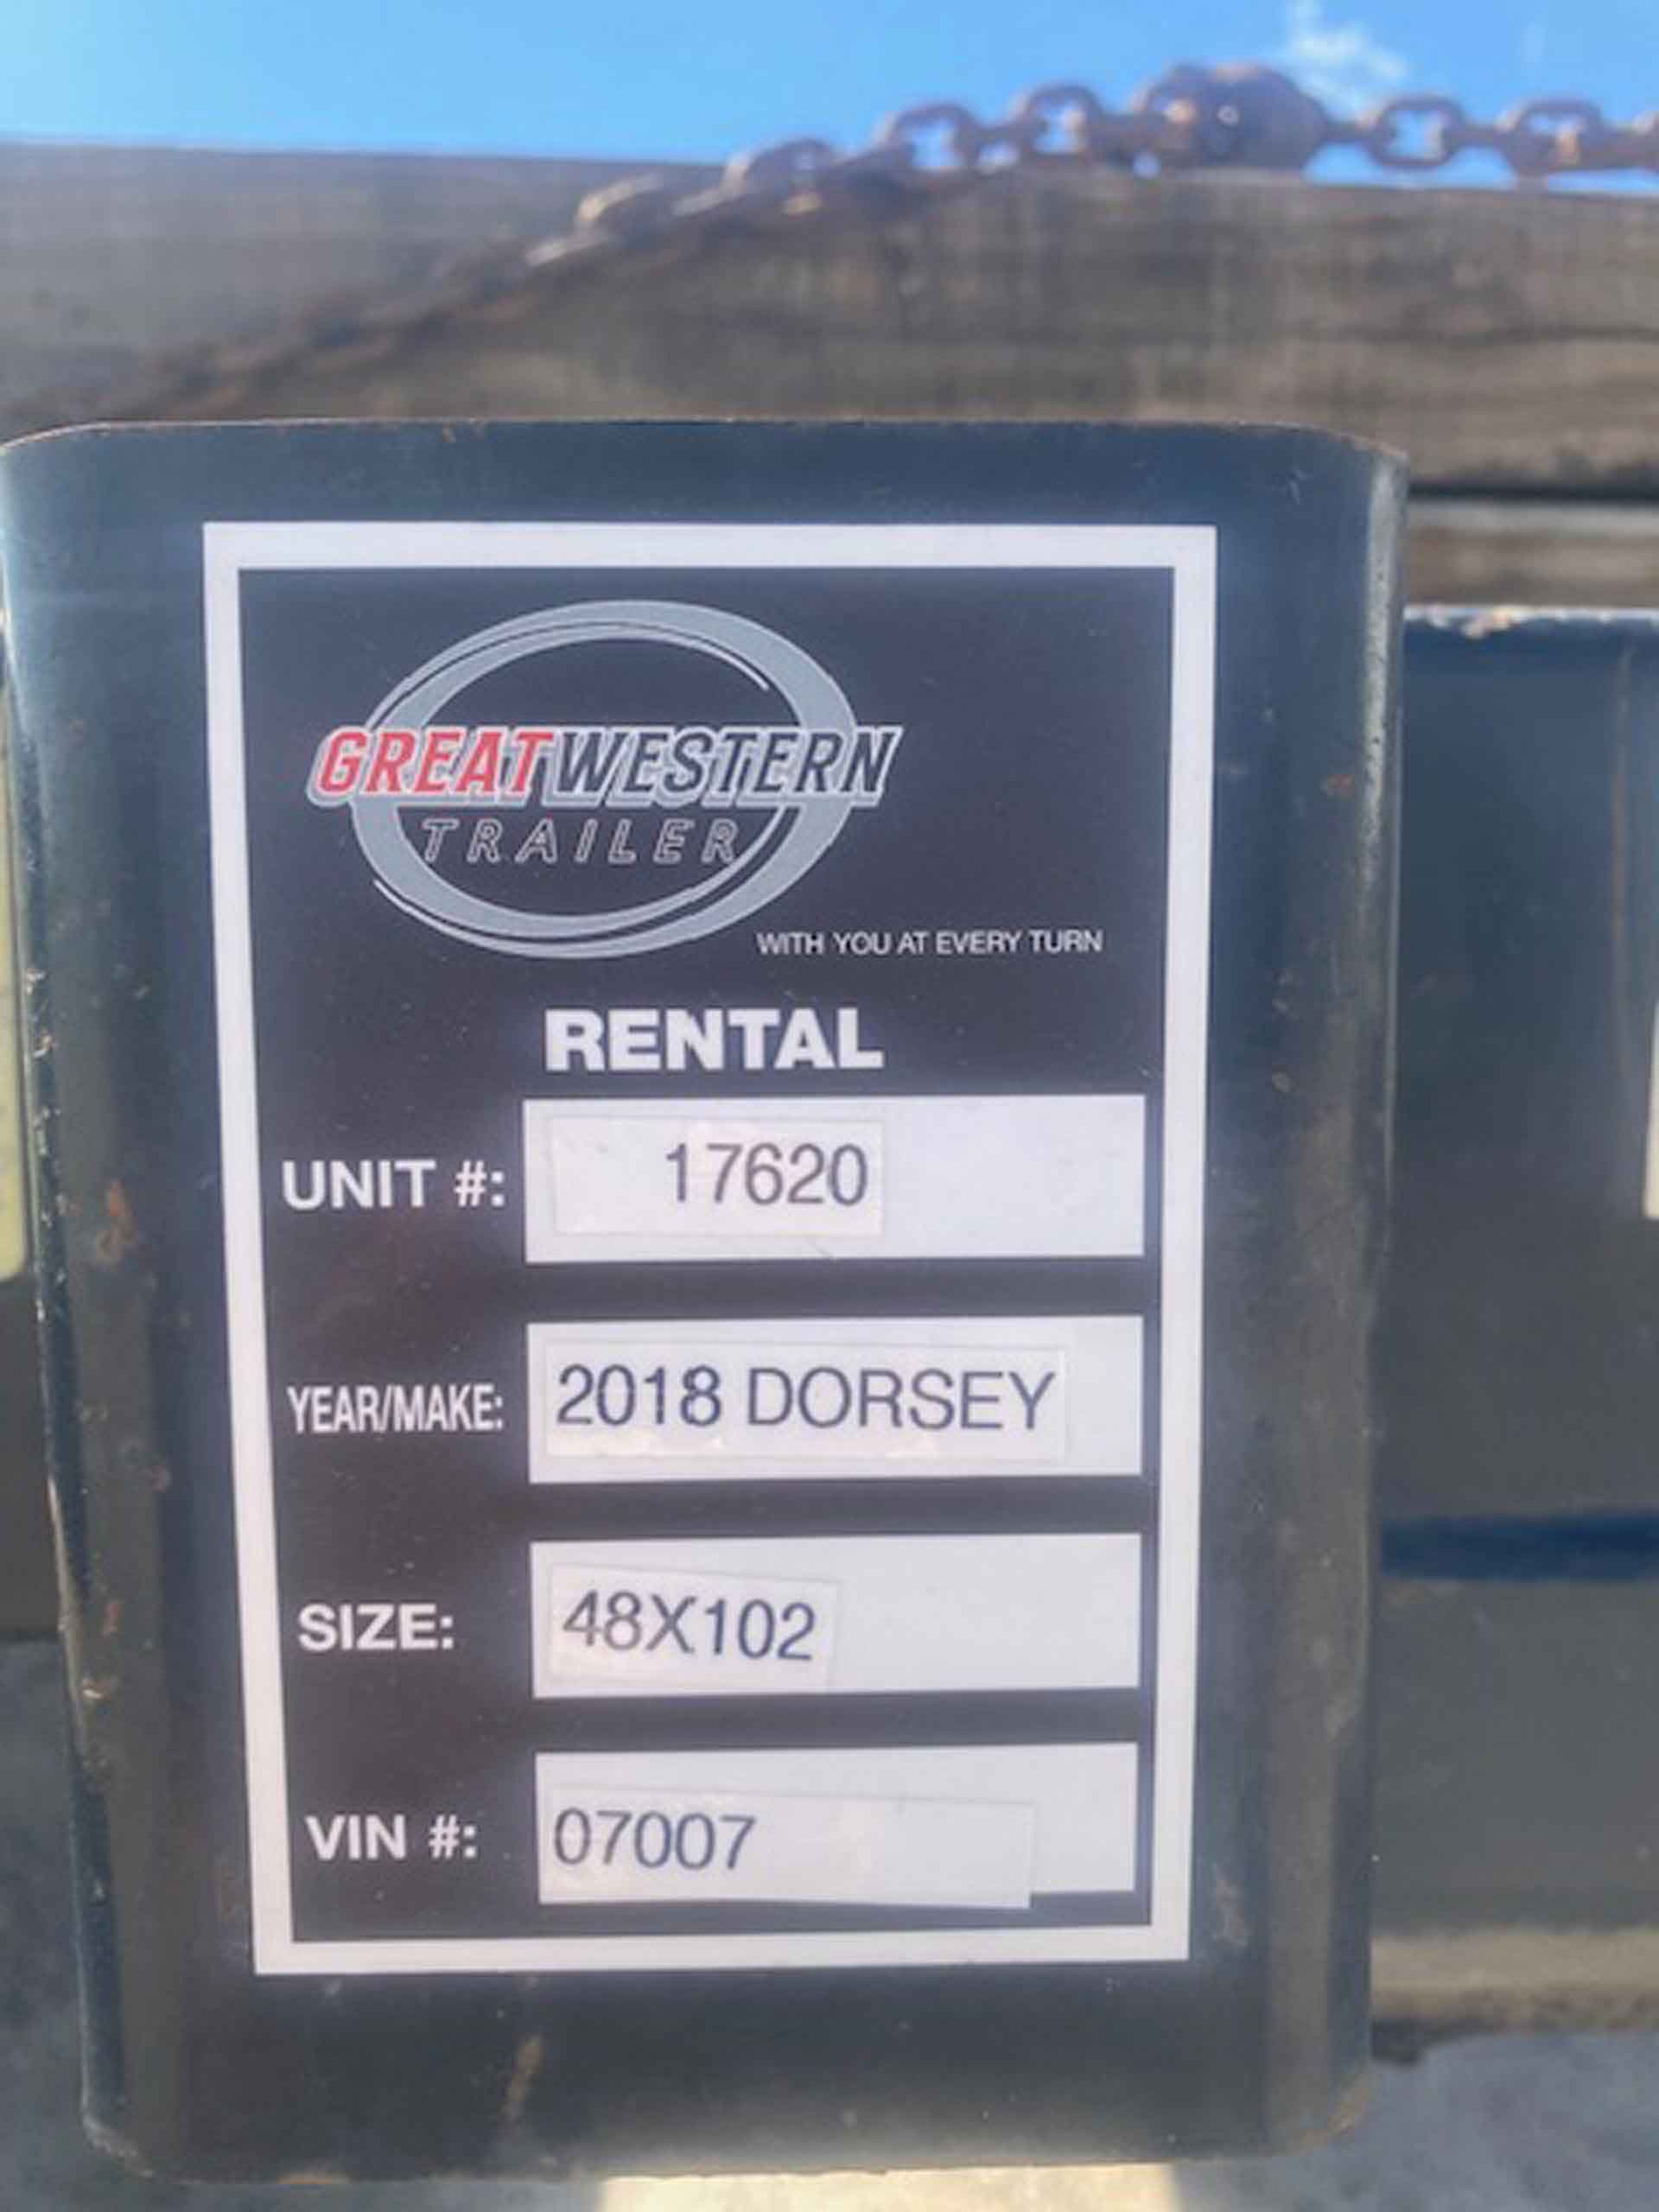 GREATWESTERN
TRAILER
WITH YOU AT EVERY TURN
RENTAL
UNIT #: 17620
YEAR/MAKE: 2018 DORSEY
SIZE: 48X102
VIN #: 07007